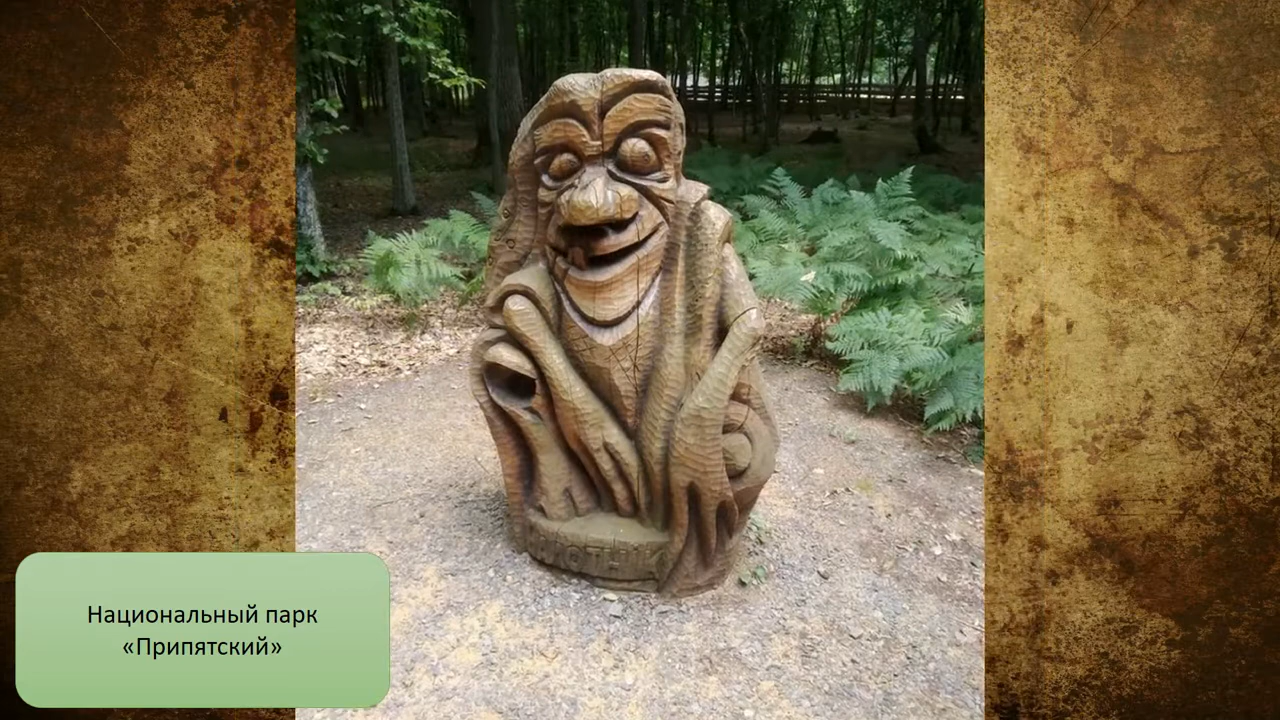 Национальный парк
«Припятский»